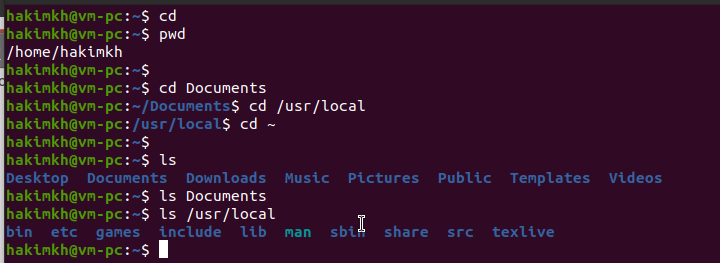 hakimkh@vm-pc:~$ cd
hakimkh@vm-pc:~$ pwd
/home/hakimkh
hakimkh@vm-pc:~$
hakimkh@vm-pc:~$ cd Documents
hakimkh@vm-pc:~/Documents$ cd /usr/local
hakimkh@vm-pc:/usr/local$ cd ~
hakimkh@vm-pc:~$
hakimkh@vm-pc:~$ ls
Desktop  Documents  Downloads  Music  Pictures  Public  Templates  Videos
hakimkh@vm-pc:~$ ls Documents
hakimkh@vm-pc:~$ ls /usr/local
bin  etc  games  include  lib  man  sbin  share  src  texlive
hakimkh@vm-pc:~$